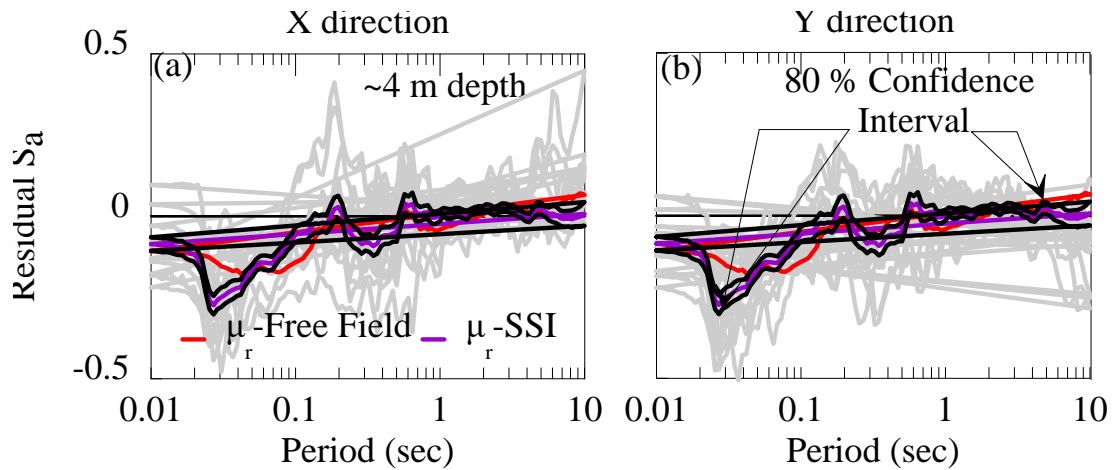 X direction
Y direction
0.5
(a)
~4 m depth
(b)
80 % Confidence
Interval
Residual Sa
0
-0.5
μr-Free Field
μr-SSI
0.01
0.1
1
10
0.01
0.1
1
10
Period (sec)
Period (sec)